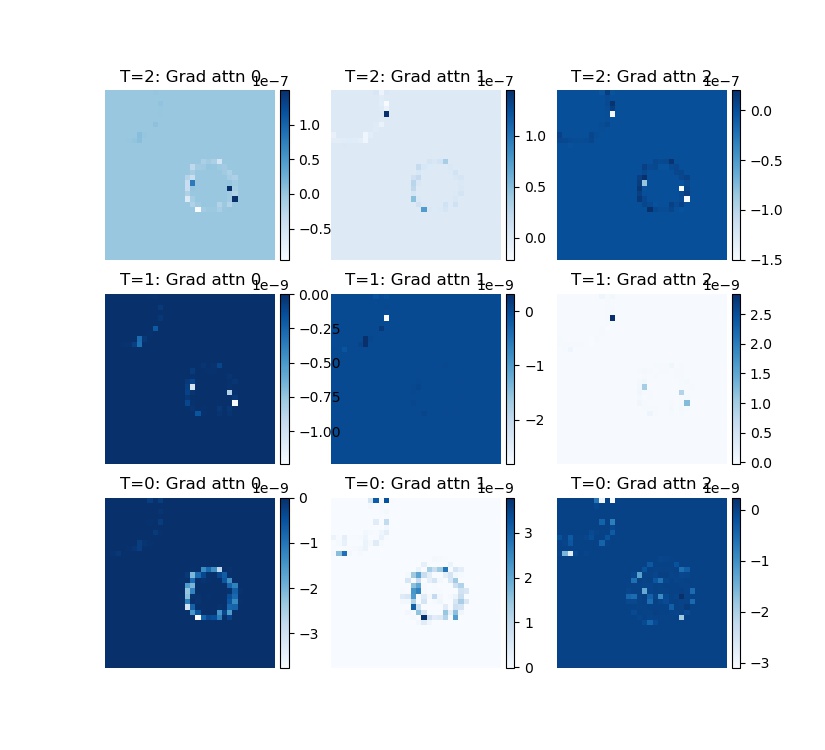 T=2: Grad attn 0
1e−7
T=2: Grad attn 1
1e−7
T=2: Grad attn 2
1e−7
1.0
0.5
0.0
−0.5
1.0
0.5
0.0
0.0
−0.5
−1.0
−1.5
T=1: Grad attn 0
1e−9
T=1: Grad attn 1
1e−9
T=1: Grad attn 2
1e−9
0.00
−0.25
−0.50
−0.75
−1.00
0
−1
−2
2.5
2.0
1.5
1.0
0.5
0.0
T=0: Grad attn 0
1e−9
T=0: Grad attn 1
1e−9
T=0: Grad attn 2
1e−9
0
−1
−2
−3
3
2
1
0
0
−1
−2
−3